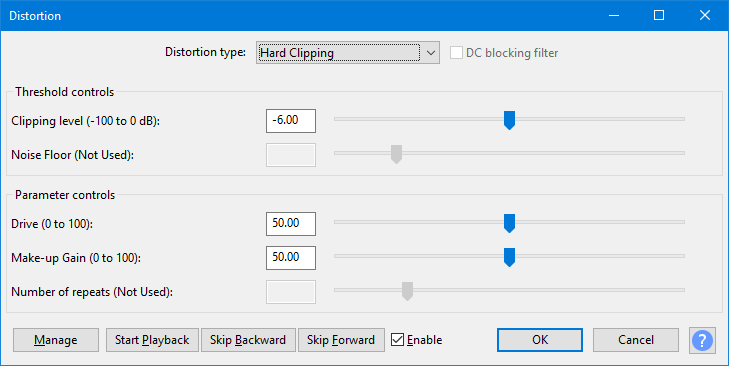 Distortion
Distortion type: Hard Clipping DC blocking filter
Threshold controls
Clipping level (-100 to 0 dB): -6.00
Noise Floor (Not Used):
Parameter controls
Drive (0 to 100): 50.00
Make-up Gain (0 to 100): 50.00
Number of repeats (Not Used):
Manage Start Playback Skip Backward Skip Forward Enable OK Cancel ?